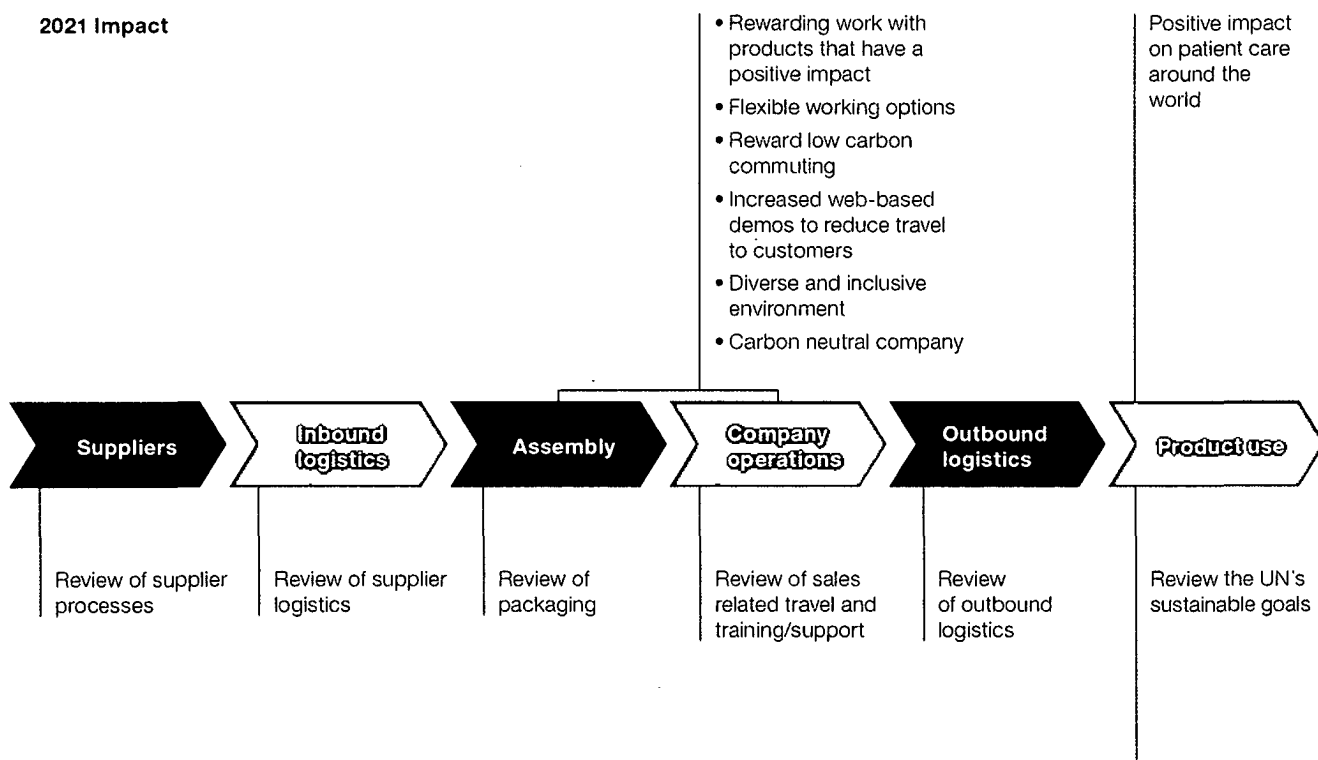 2021 Impact
• Rewarding work with
products that have a
positive impact
• Flexible working options
• Reward low carbon
commuting
• Increased web-based
demos to reduce travel
to customers
• Diverse and inclusive
environment
• Carbon neutral company
Positive impact
on patient care
around the
world
Suppliers
Inbound
logistics
Assembly
Company
operations
Outbound
logistics
Product use
Review of supplier
processes
Review of supplier
logistics
Review of
packaging
Review of sales
related travel and
training/support
Review
of outbound
logistics
Review the UN's
sustainable goals